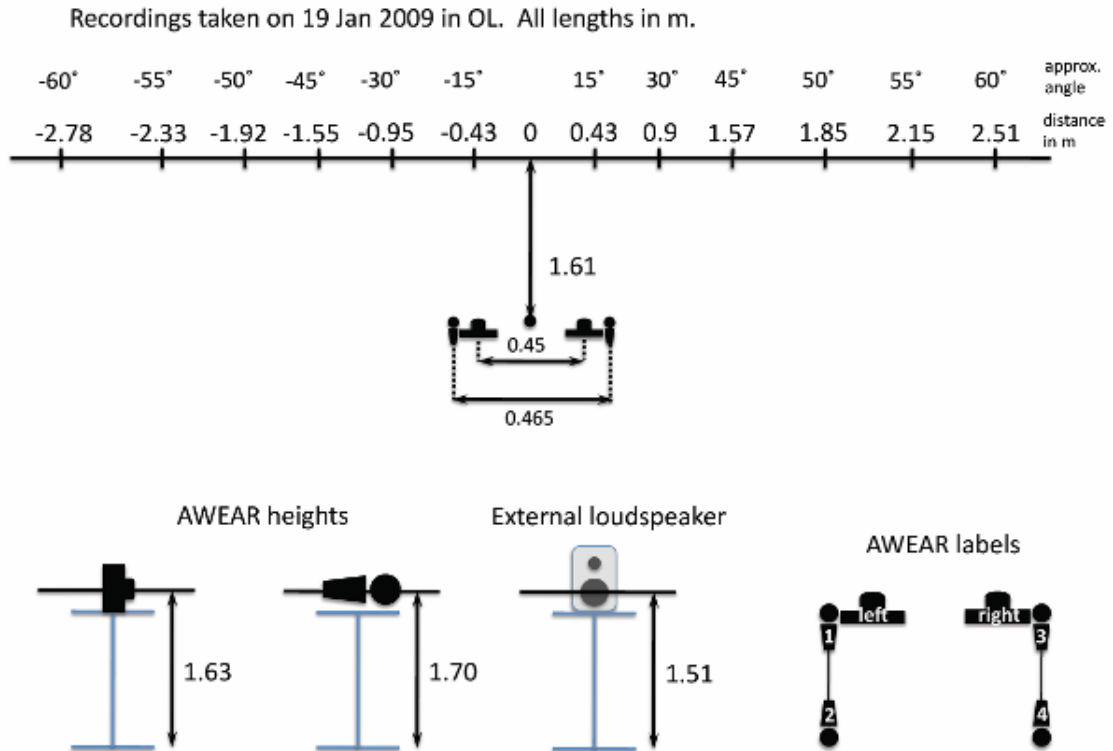 Recordings taken on 19 Jan 2009 in OL. All lengths in m.
-60˚ -55˚ -50˚ -45˚ -30˚ -15˚ 15˚ 30˚ 45˚ 50˚ 55˚ 60˚ approx. angle
-2.78 -2.33 -1.92 -1.55 -0.95 -0.43 0 0.43 0.9 1.57 1.85 2.15 2.51 distance in m
1.61
0.45
0.465
AWEAR heights
External loudspeaker
AWEAR labels
left right
1 3
1.63 1.70 1.51
2 4